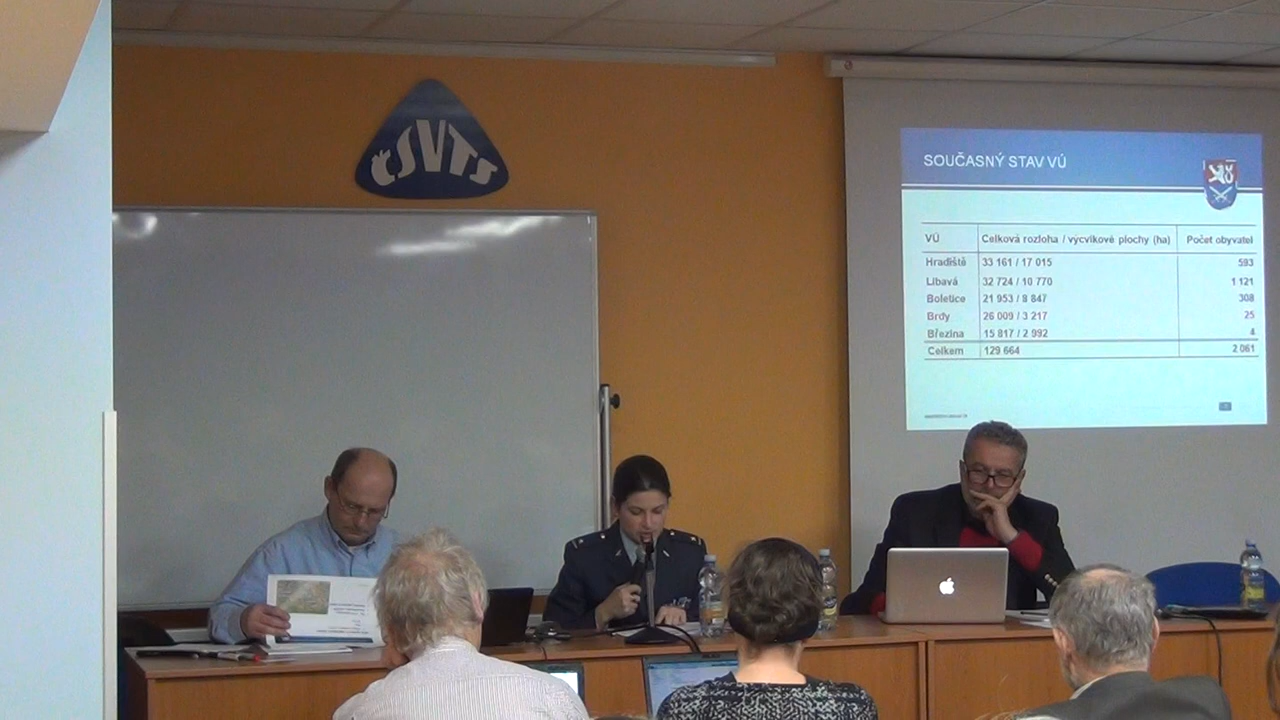 ČSVTS
SOUČASNÝ STAV VÚ
VÚ Celková rozloha / výcvikové plochy (ha) Počet obyvatel
Hradiště 33 161 / 17 015 593
Libavá 32 724 / 10 770 1 121
Boletice 21 953 / 8 847 308
Brdy 26 009 / 3 217 25
Březina 15 817 / 2 992 4
Celkem 129 664 2 061